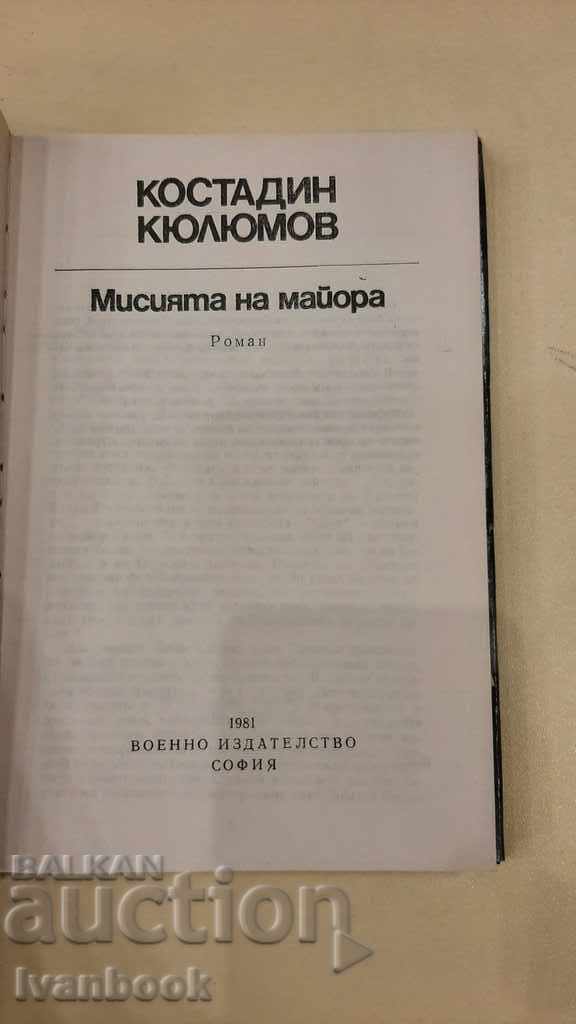 КОСТАДИН
КЮЛЮМОВ
Мисията на майора
Роман
1981
ВОЕННО ИЗДАТЕЛСТВО
СОФИЯ
BALKAN
auction
Ivanbook